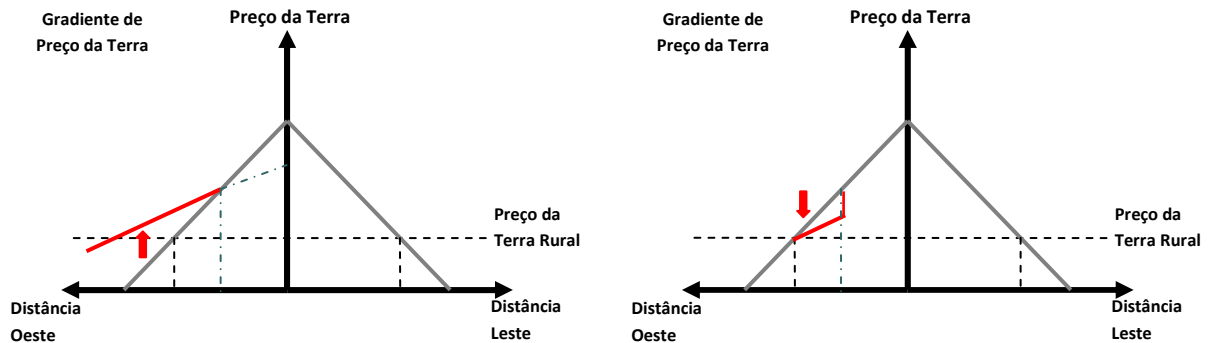 Gradiente de
Preço da Terra
Preço da Terra
Preço da
Terra Rural
Distância
Oeste
Distância
Leste
Gradiente de
Preço da Terra
Preço da Terra
Preço da
Terra Rural
Distância
Oeste
Distância
Leste